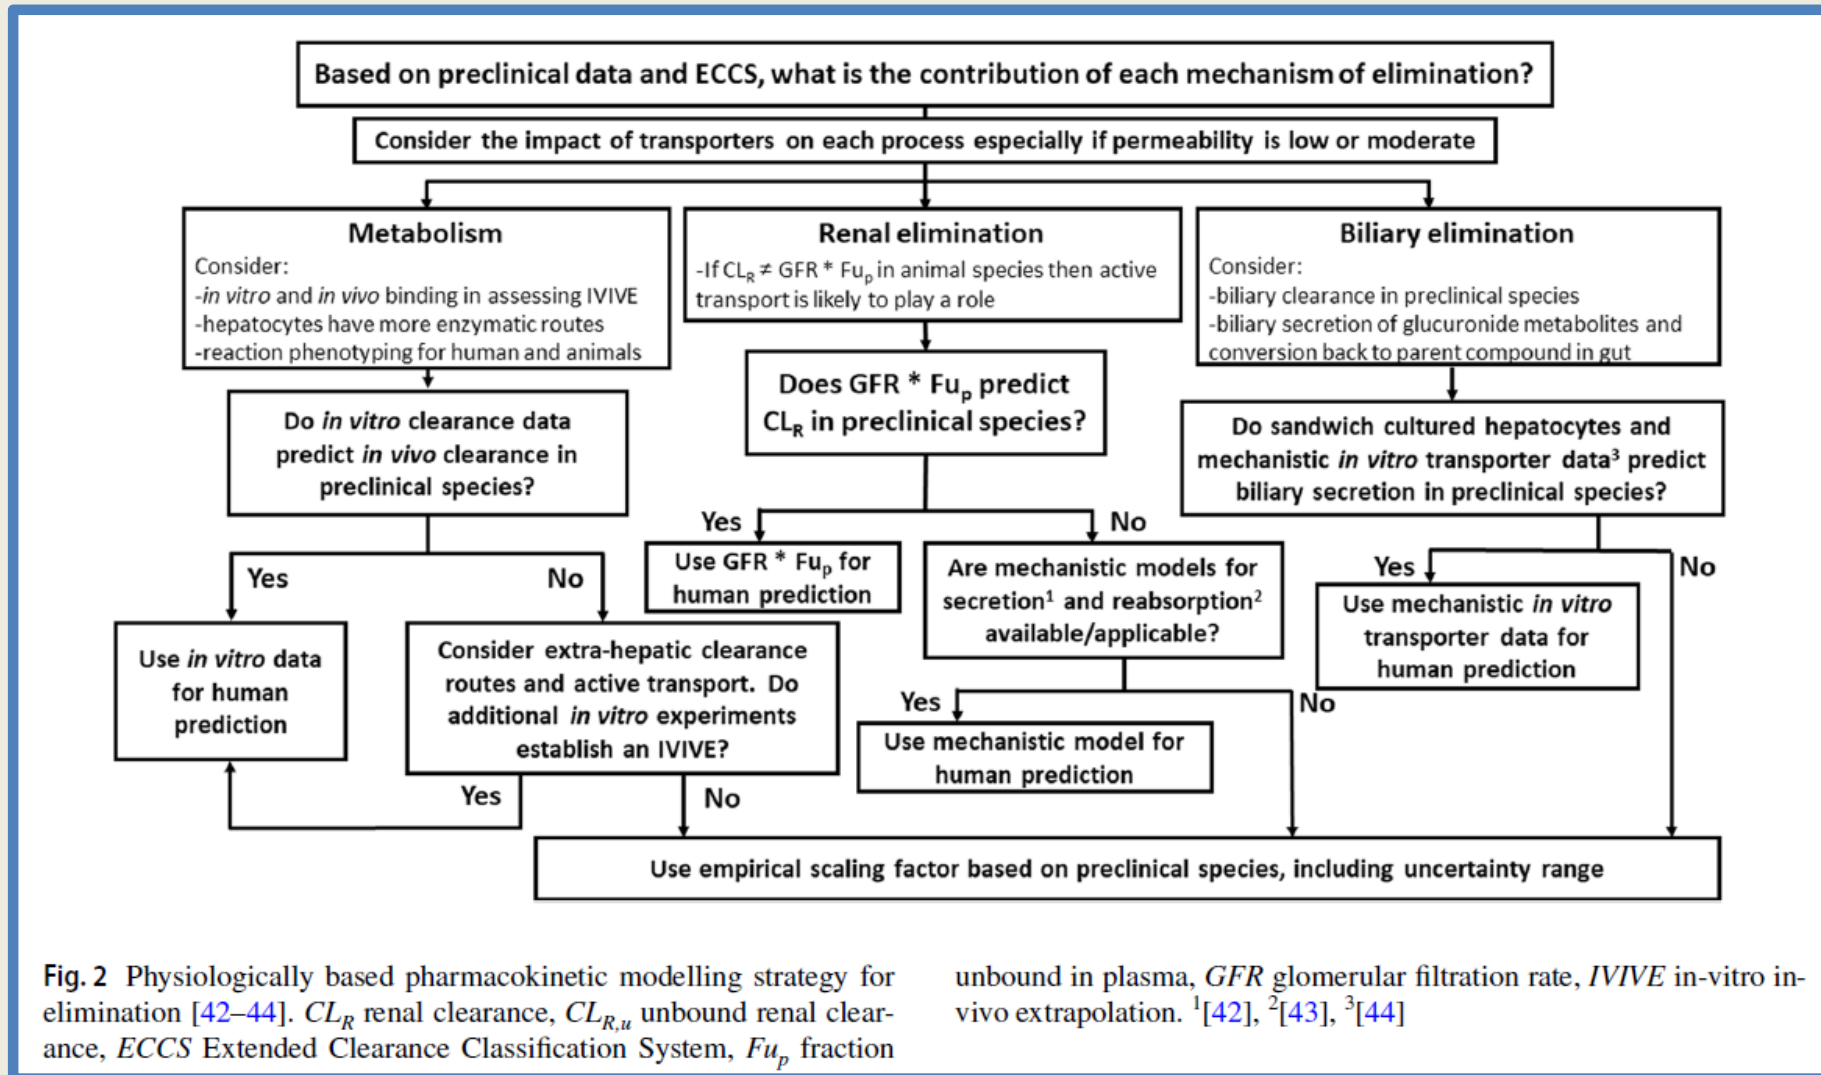 Based on preclinical data and ECCS, what is the contribution of each mechanism of elimination?
Consider the impact of transporters on each process especially if permeability is low or moderate
Metabolism
Consider:
-in vitro and in vivo binding in assessing IVIVE
-hepatocytes have more enzymatic routes
-reaction phenotyping for human and animals
Renal elimination
-If CLR ≠ GFR * Fup in animal species then active
transport is likely to play a role
Biliary elimination
Consider:
-biliary clearance in preclinical species
-biliary secretion of glucuronide metabolites and
conversion back to parent compound in gut
Do in vitro clearance data
predict in vivo clearance in
preclinical species?
Does GFR * Fup predict
CLR in preclinical species?
Do sandwich cultured hepatocytes and
mechanistic in vitro transporter data³ predict
biliary secretion in preclinical species?
Yes
No
Yes
No
Yes
No
Use in vitro data
for human
prediction
Consider extra-hepatic clearance
routes and active transport. Do
additional in vitro experiments
establish an IVIVE?
Use GFR * Fup for
human prediction
Are mechanistic models for
secretion¹ and reabsorption²
available/applicable?
Use mechanistic in vitro
transporter data for
human prediction
Yes
No
Use mechanistic model for
human prediction
Yes
No
Use empirical scaling factor based on preclinical species, including uncertainty range
Fig. 2 Physiologically based pharmacokinetic modelling strategy for
elimination [42–44]. CLR renal clearance, CLR,u unbound renal clear-
ance, ECCS Extended Clearance Classification System, Fup fraction
unbound in plasma, GFR glomerular filtration rate, IVIVE in-vitro in-
vivo extrapolation. ¹[42], ²[43], ³[44]